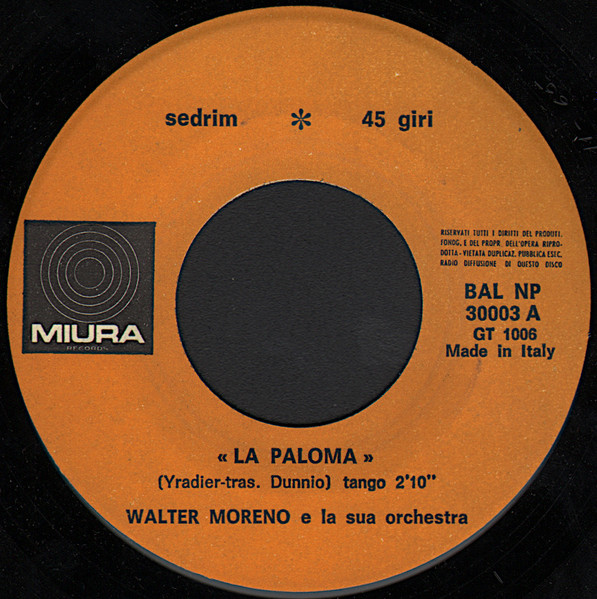 sedrim * 45 giri
MIURA
RECORDS
RISERVATI TUTTI I DIRITTI DEL PRODOTT.
FONOG. E DEL PROPR. DELL'OPERA RIPRO-
DOTTA - VIETATA DUPLICAZ. PUBBLICA ESEC.
RADIO DIFFUSIONE DI QUESTO DISCO
BAL NP
30003 A
GT 1006
Made in Italy
« LA PALOMA »
(Yradier-tras. Dunnio) tango 2'10"
WALTER MORENO e la sua orchestra